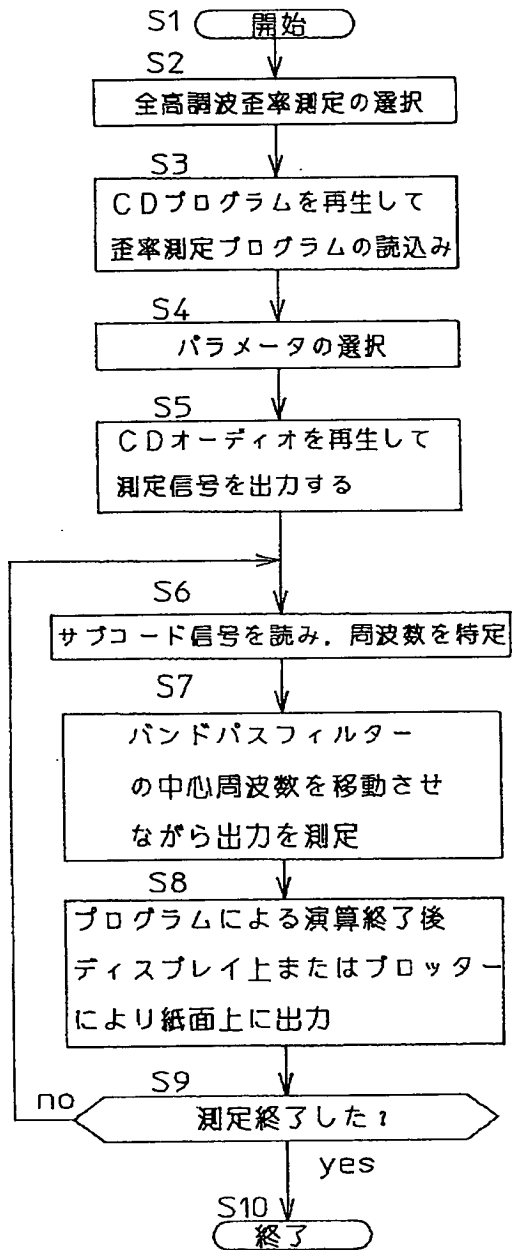 S1 開始
S2
全高調波歪率測定の選択
S3
CDプログラムを再生して
歪率測定プログラムの読込み
S4
パラメータの選択
S5
CDオーディオを再生して
測定信号を出力する
S6
サブコード信号を読み．周波数を特定
S7
バンドパスフィルター
の中心周波数を移動させ
ながら出力を測定
S8
プログラムによる演算終了後
ディスプレイ上またはプロッター
により紙面上に出力
S9
no 測定終了した？
yes
S10
終了